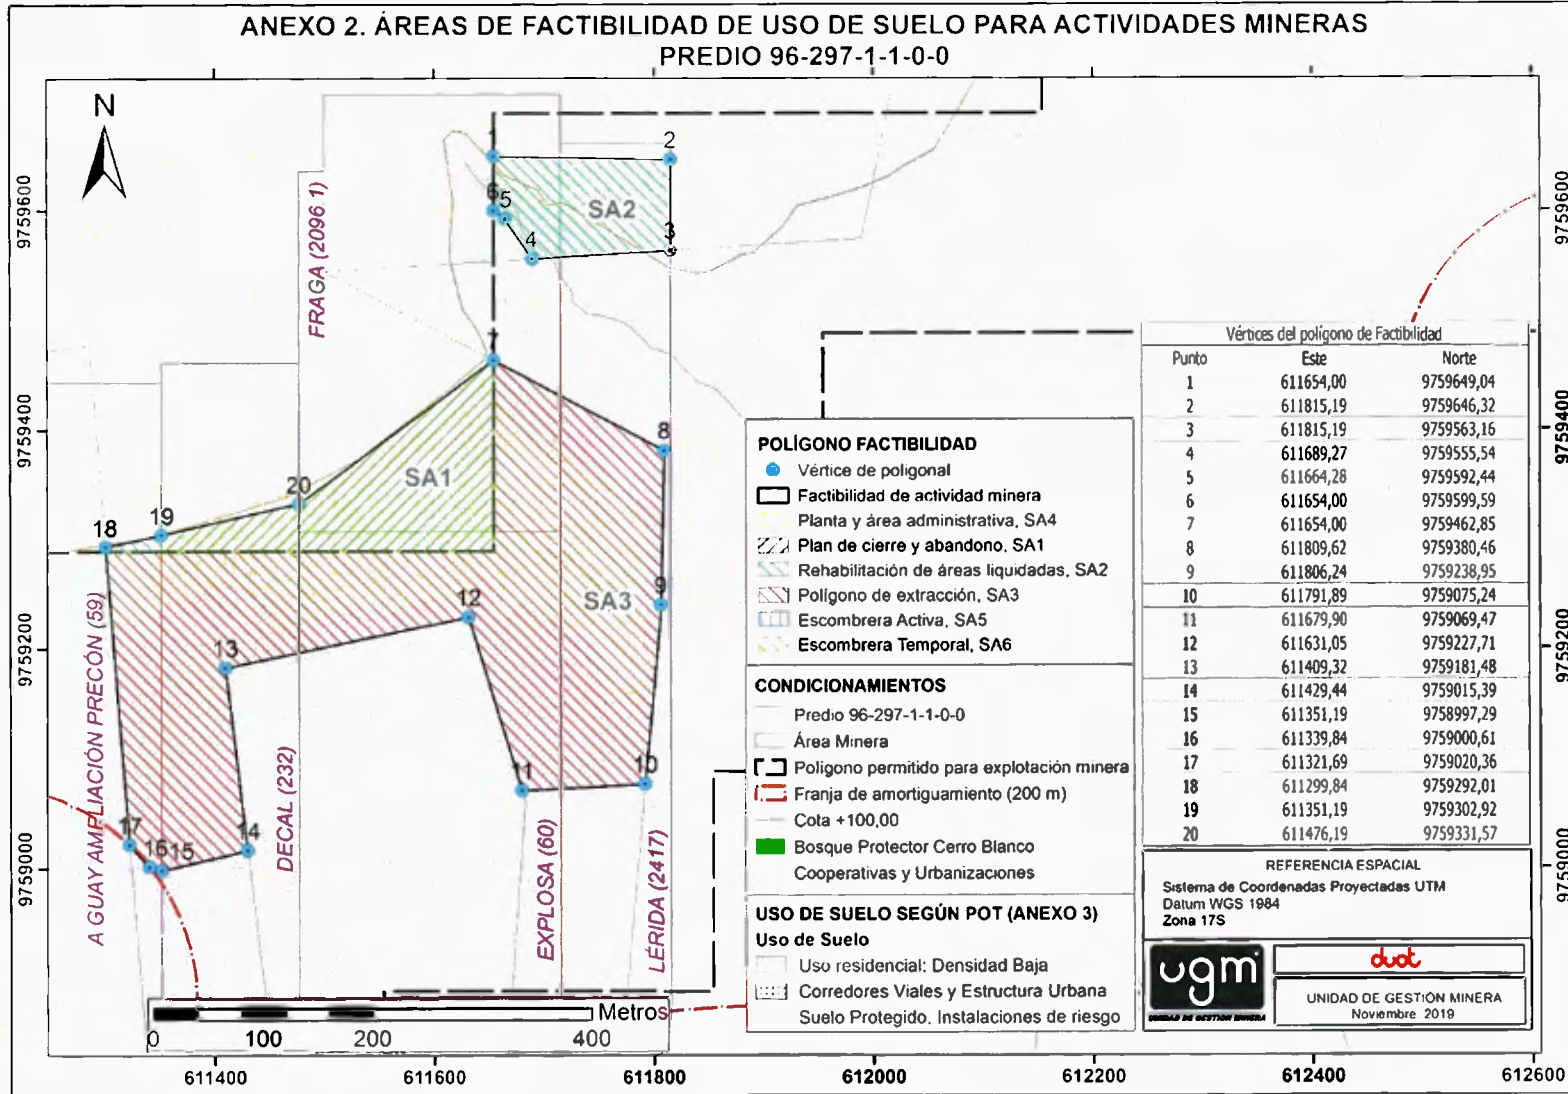 ANEXO 2. ÁREAS DE FACTIBILIDAD DE USO DE SUELO PARA ACTIVIDADES MINERAS
PREDIO 96-297-1-1-0-0
N
1
2
3
4
5
6
7
8
9
10
11
12
13
14
15
16
17
18
19
20
SA1
SA2
SA3
FRAGA (2096.1)
A GUAY AMPLIACIÓN PRECÓN (59)
DECAL (232)
EXPLOSA (60)
LÉRIDA (2417)
9759600
9759400
9759200
9759000
9759600
9759400
9759200
9759000
611400
611600
611800
612000
612200
612400
612600
0
100
200
400
Metros
POLÍGONO FACTIBILIDAD
Vértice de poligonal
Factibilidad de actividad minera
Planta y área administrativa, SA4
Plan de cierre y abandono, SA1
Rehabilitación de áreas liquidadas, SA2
Polígono de extracción, SA3
Escombrera Activa, SA5
Escombrera Temporal, SA6
CONDICIONAMIENTOS
Predio 96-297-1-1-0-0
Área Minera
Polígono permitido para explotación minera
Franja de amortiguamiento (200 m)
Cota +100,00
Bosque Protector Cerro Blanco
Cooperativas y Urbanizaciones
USO DE SUELO SEGÚN POT (ANEXO 3)
Uso de Suelo
Uso residencial: Densidad Baja
Corredores Viales y Estructura Urbana
Suelo Protegido, Instalaciones de riesgo
Vértices del polígono de Factibilidad
Punto Este Norte
1 611654,00 9759649,04
2 611815,19 9759646,32
3 611815,19 9759563,16
4 611689,27 9759555,54
5 611664,28 9759592,44
6 611654,00 9759599,59
7 611654,00 9759462,85
8 611809,62 9759380,46
9 611806,24 9759238,95
10 611791,89 9759075,24
11 611679,90 9759069,47
12 611631,05 9759227,71
13 611409,32 9759181,48
14 611429,44 9759015,39
15 611351,19 9758997,29
16 611339,84 9759000,61
17 611321,69 9759020,36
18 611299,84 9759292,01
19 611351,19 9759302,92
20 611476,19 9759331,57
REFERENCIA ESPACIAL
Sistema de Coordenadas Proyectadas UTM
Datum WGS 1984
Zona 17S
ugm
UNIDAD DE GESTION MINERA
duot
UNIDAD DE GESTIÓN MINERA
Noviembre 2019